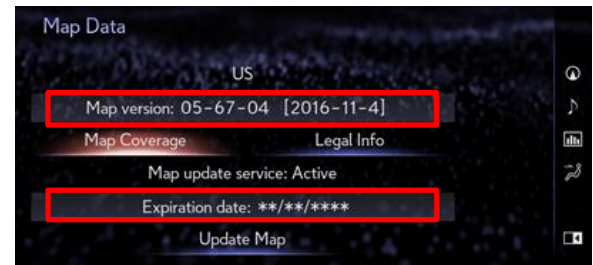 Map Data
US
Map version: 05-67-04 [2016-11-4]
Map Coverage Legal Info
Map update service: Active
Expiration date: **/**/****
Update Map